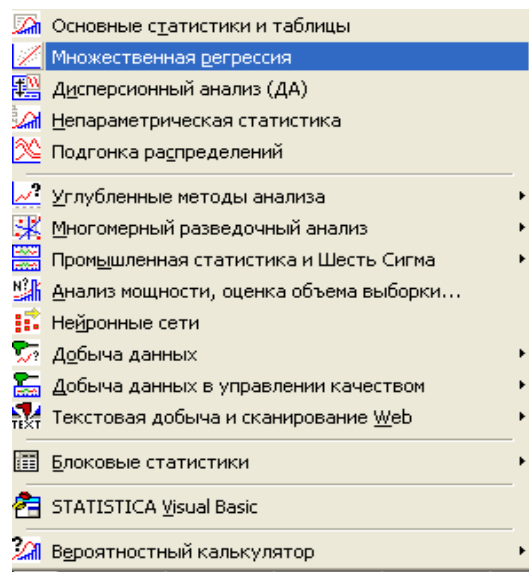 Основные статистики и таблицы
Множественная регрессия
Дисперсионный анализ (ДА)
Непараметрическая статистика
Подгонка распределений
Углубленные методы анализа
Многомерный разведочный анализ
Промышленная статистика и Шесть Сигма
Анализ мощности, оценка объема выборки...
Нейронные сети
Добыча данных
Добыча данных в управлении качеством
Текстовая добыча и сканирование Web
Блоковые статистики
STATISTICA Visual Basic
Вероятностный калькулятор